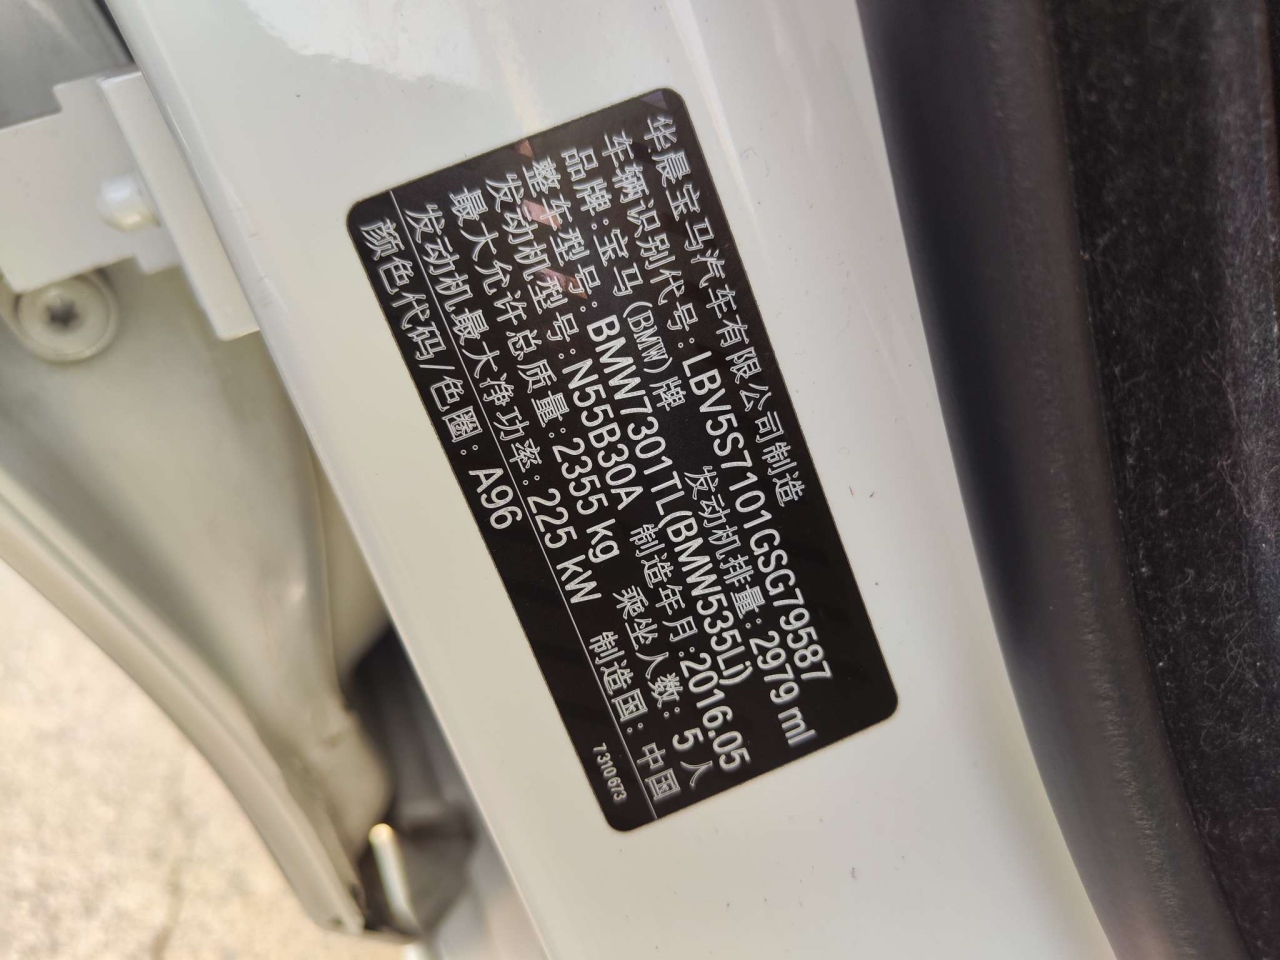 华晨宝马汽车有限公司制造
车辆识别代号: LBV5S7101GSG79587
品牌: 宝马(BMW)牌 发动机排量: 2979 ml
整车型号: BMW7301TL(BMW535Li)
发动机型号: N55B30A 制造年月: 2016.05
最大允许总质量: 2355 kg 乘坐人数: 5 人
发动机最大净功率: 225 kW 制造国: 中国
颜色代码/色圈: A96 7310673